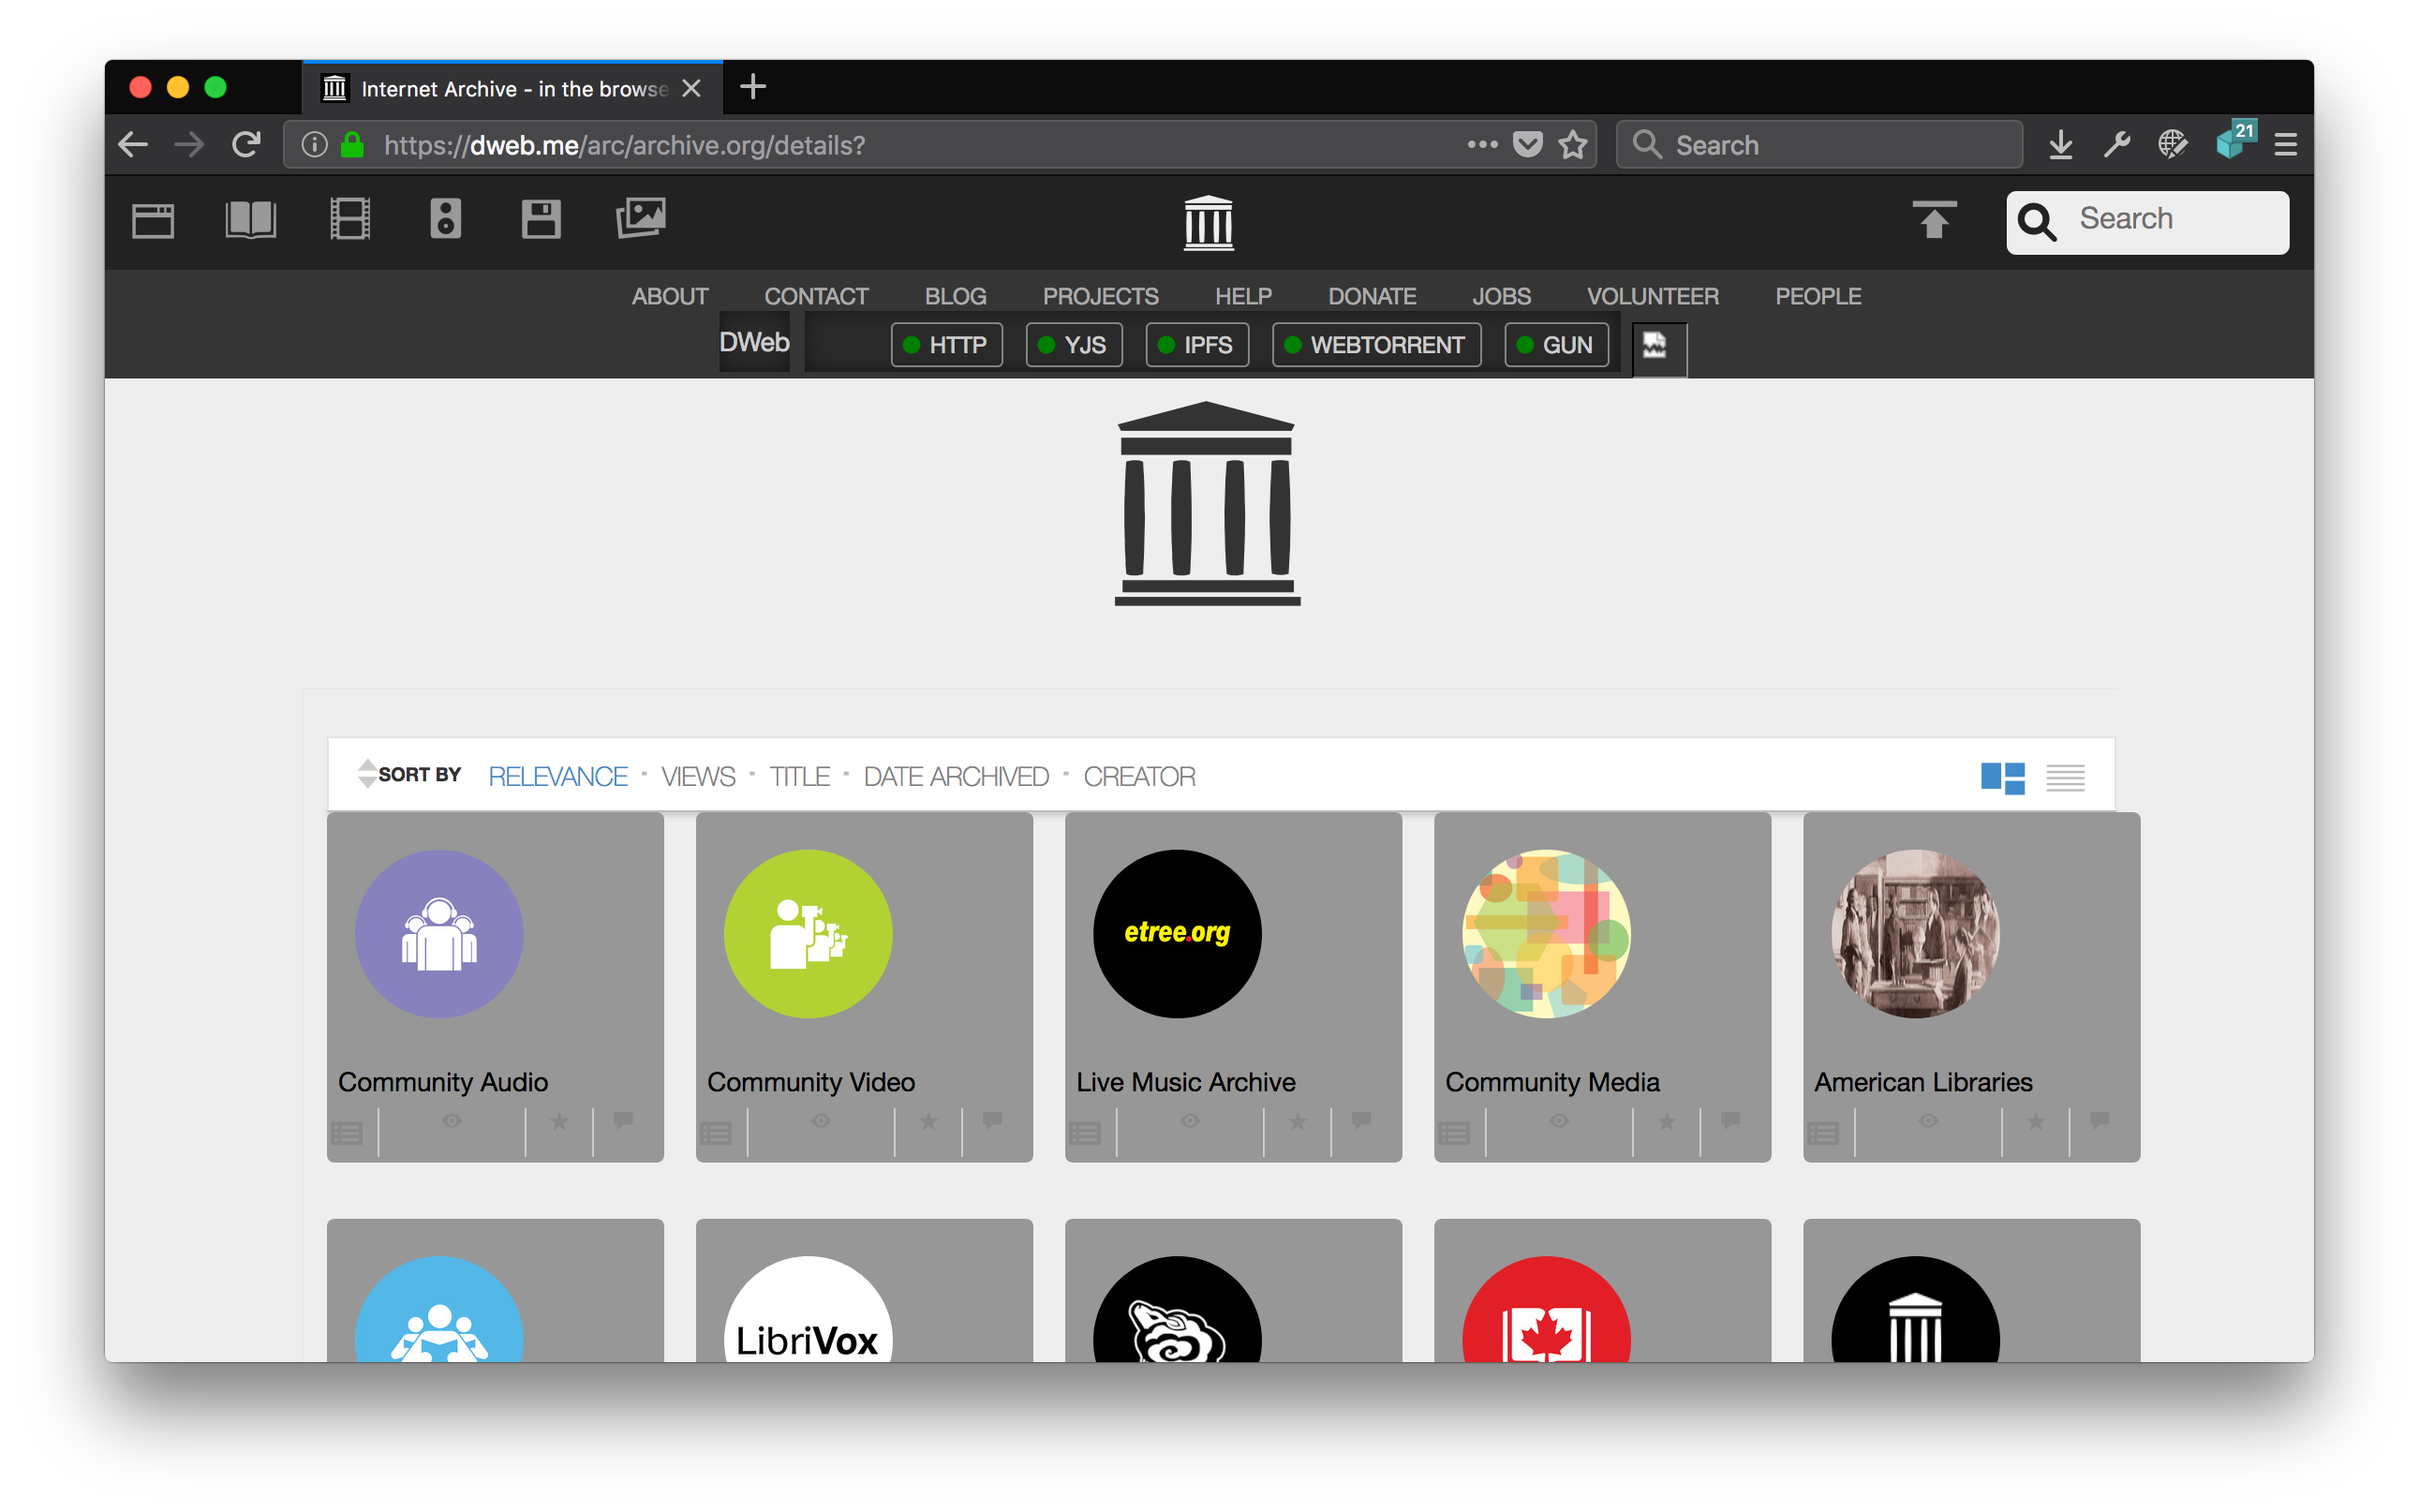 Internet Archive - in the browse
https://dweb.me/arc/archive.org/details?
Search
21
Search
ABOUT CONTACT BLOG PROJECTS HELP DONATE JOBS VOLUNTEER PEOPLE
DWeb HTTP YJS IPFS WEBTORRENT GUN
SORT BY RELEVANCE VIEWS TITLE DATE ARCHIVED CREATOR
etree.org
Community Audio Community Video Live Music Archive Community Media American Libraries
LibriVox